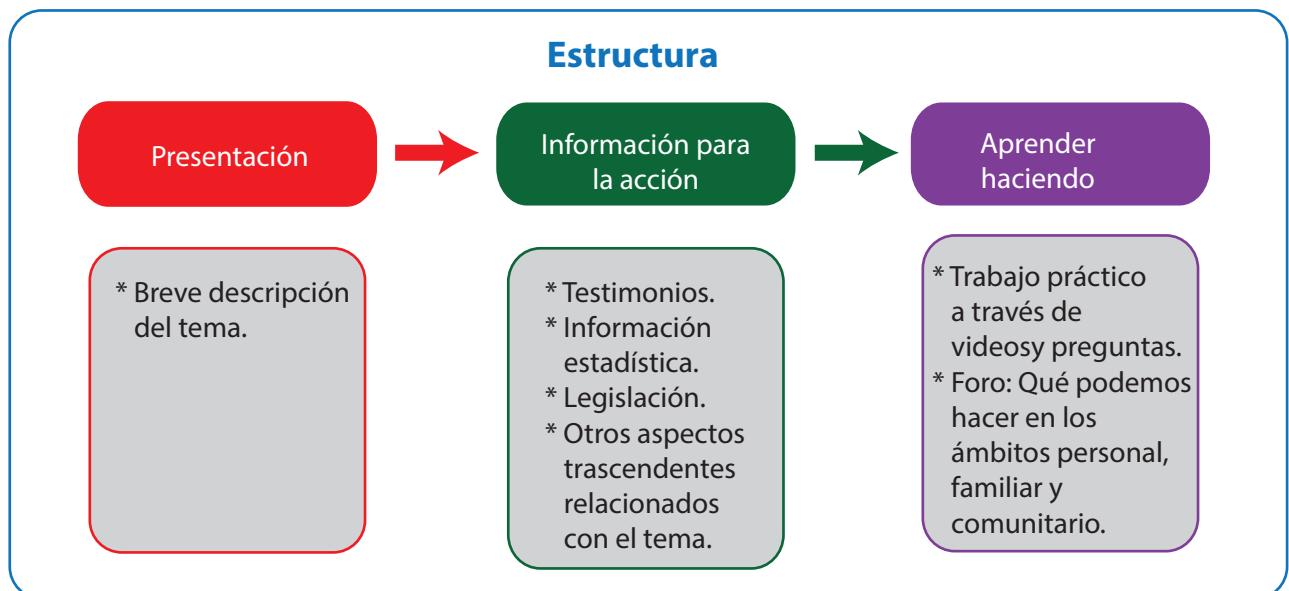 Estructura
Presentación
Información para
la acción
Aprender
haciendo
* Breve descripción
del tema.
* Testimonios.
* Información
estadística.
* Legislación.
* Otros aspectos
trascendentes
relacionados
con el tema.
* Trabajo práctico
a través de
videosy preguntas.
* Foro: Qué podemos
hacer en los
ámbitos personal,
familiar y
comunitario.